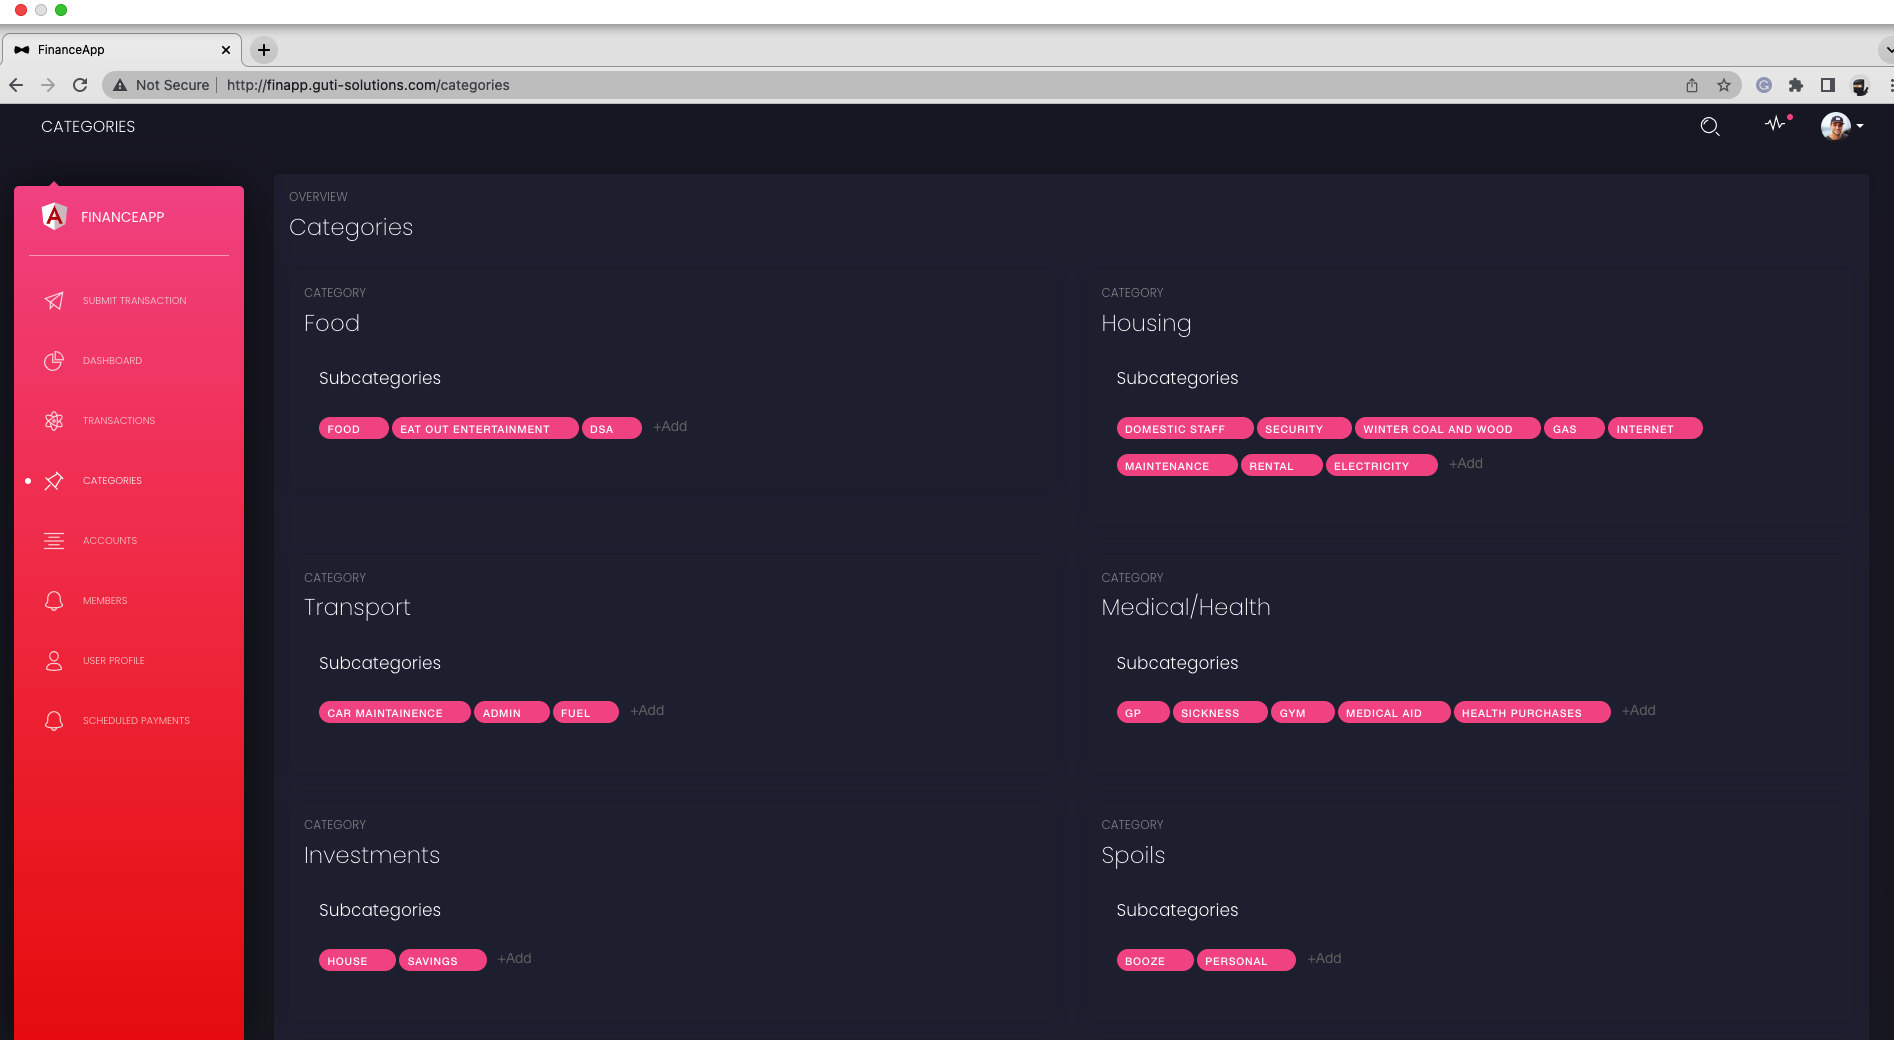 FinanceApp
Not Secure
http://finapp.guti-solutions.com/categories
CATEGORIES
FINANCEAPP
SUBMIT TRANSACTION
DASHBOARD
TRANSACTIONS
CATEGORIES
ACCOUNTS
MEMBERS
USER PROFILE
SCHEDULED PAYMENTS
OVERVIEW
Categories
CATEGORY
Food
Subcategories
FOOD EAT OUT ENTERTAINMENT DSA +Add
CATEGORY
Housing
Subcategories
DOMESTIC STAFF SECURITY WINTER COAL AND WOOD GAS INTERNET
MAINTENANCE RENTAL ELECTRICITY +Add
CATEGORY
Transport
Subcategories
CAR MAINTAINENCE ADMIN FUEL +Add
CATEGORY
Medical/Health
Subcategories
GP SICKNESS GYM MEDICAL AID HEALTH PURCHASES +Add
CATEGORY
Investments
Subcategories
HOUSE SAVINGS +Add
CATEGORY
Spoils
Subcategories
BOOZE PERSONAL +Add